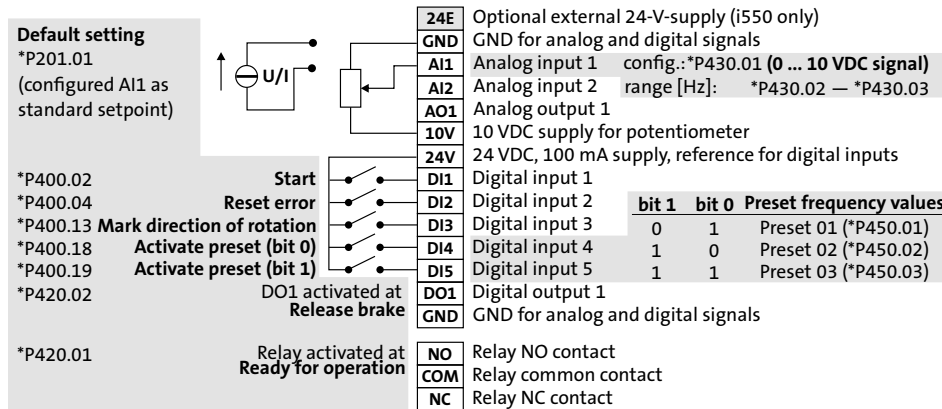 24E Optional external 24-V-supply (i550 only)
Default setting
GND GND for analog and digital signals
*P201.01
AI1 Analog input 1 config.:*P430.01 (0 ... 10 VDC signal)
(configured AI1 as
U/I
AI2 Analog input 2 range [Hz]: *P430.02 — *P430.03
standard setpoint)
AO1 Analog output 1
10V 10 VDC supply for potentiometer
24V 24 VDC, 100 mA supply, reference for digital inputs
*P400.02 Start DI1 Digital input 1
*P400.04 Reset error DI2 Digital input 2 bit 1 bit 0 Preset frequency values
*P400.13 Mark direction of rotation DI3 Digital input 3 0 1 Preset 01 (*P450.01)
*P400.18 Activate preset (bit 0) DI4 Digital input 4 1 0 Preset 02 (*P450.02)
*P400.19 Activate preset (bit 1) DI5 Digital input 5 1 1 Preset 03 (*P450.03)
*P420.02 DO1 activated at DO1 Digital output 1
Release brake GND GND for analog and digital signals
*P420.01 Relay activated at NO Relay NO contact
Ready for operation
COM Relay common contact
NC Relay NC contact